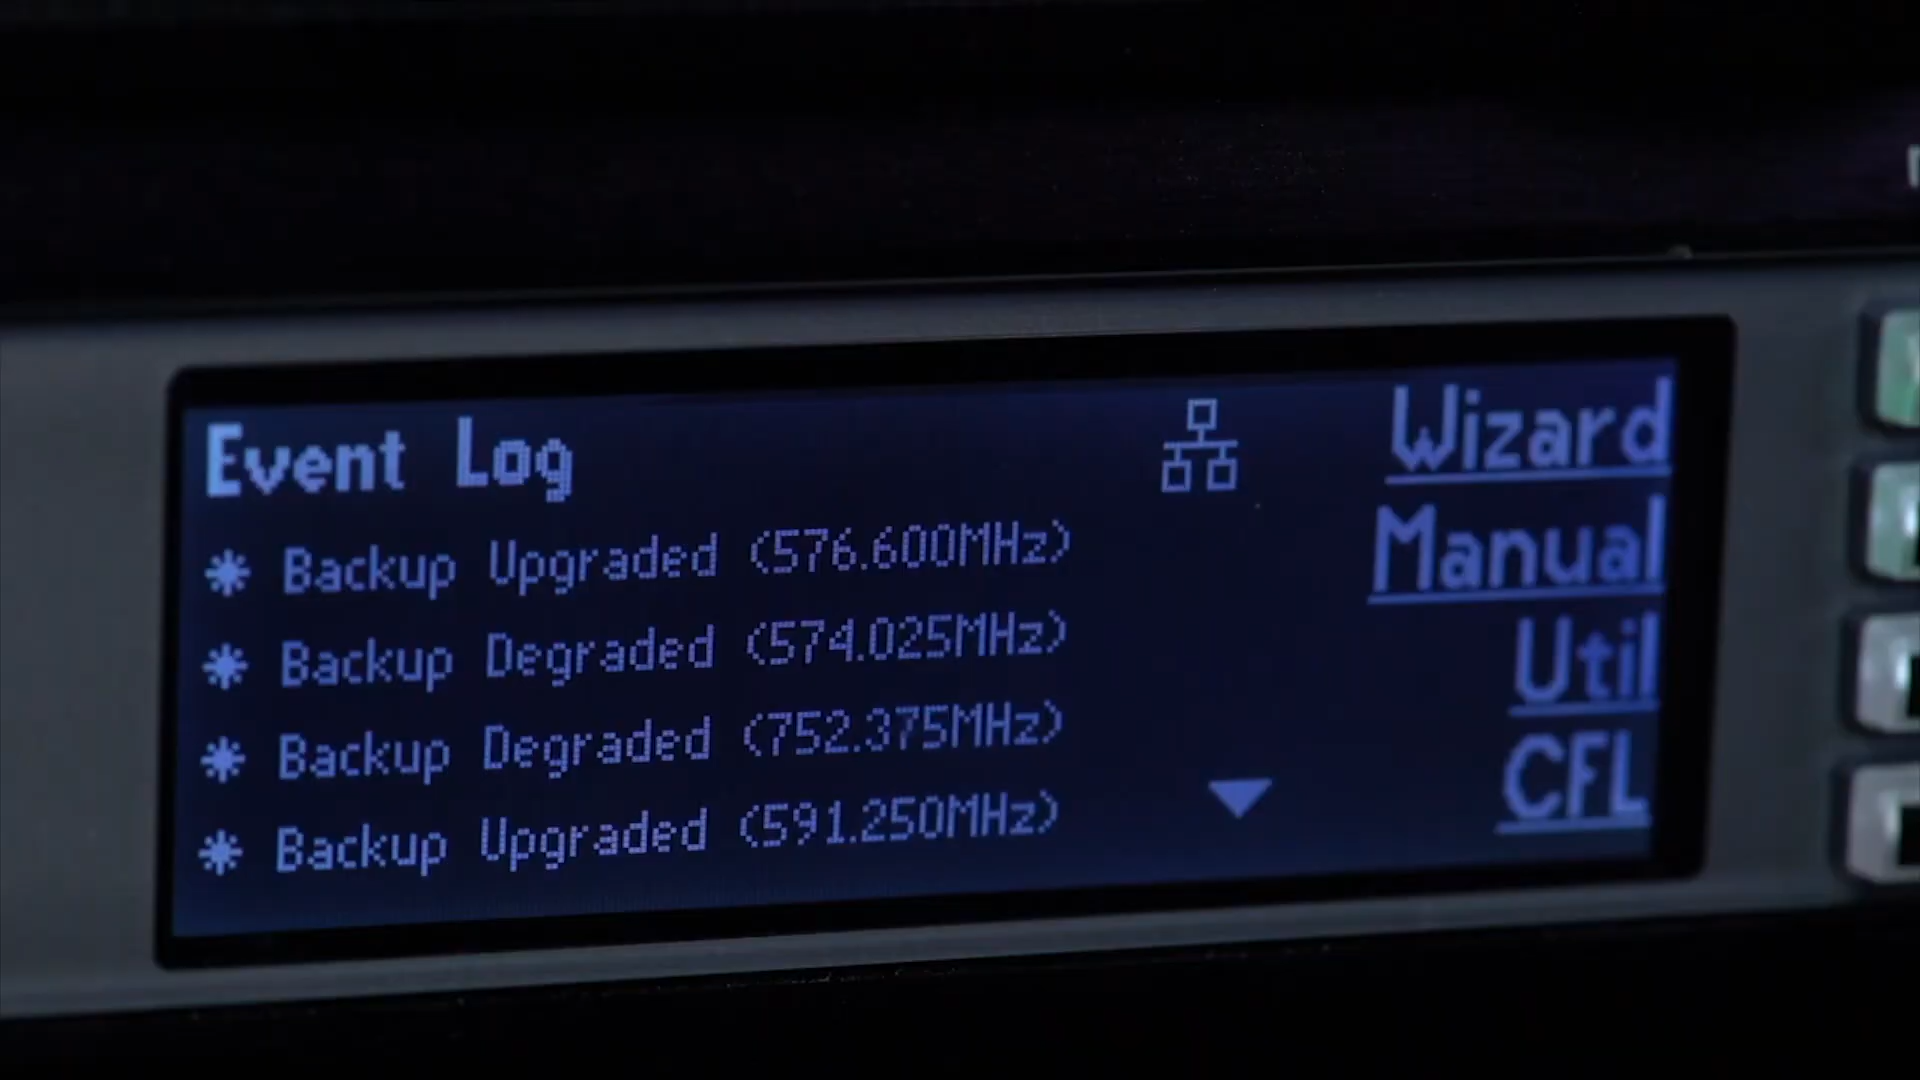 Event Log
Wizard
* Backup Upgraded (576.600MHz)
Manual
* Backup Degraded (574.025MHz)
Util
* Backup Degraded (752.375MHz)
CFL
* Backup Upgraded (591.250MHz)